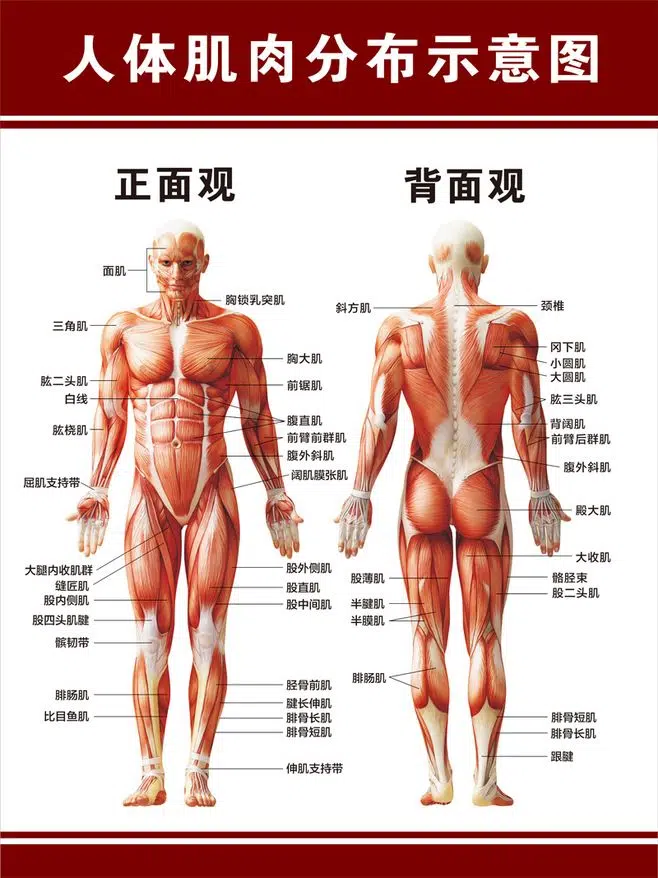 人体肌肉分布示意图
正面观
背面观
面肌
胸锁乳突肌
三角肌
胸大肌
肱二头肌
前锯肌
白线
腹直肌
肱桡肌
前臂前群肌
腹外斜肌
阔肌膜张肌
屈肌支持带
大腿内收肌群
缝匠肌
股内侧肌
股四头肌腱
髌韧带
股外侧肌
股直肌
股中间肌
腓肠肌
比目鱼肌
胫骨前肌
腱长伸肌
腓骨长肌
腓骨短肌
伸肌支持带
斜方肌
颈椎
冈下肌
小圆肌
大圆肌
肱三头肌
背阔肌
前臂后群肌
腹外斜肌
殿大肌
大收肌
股薄肌
骼胫束
股二头肌
半腱肌
半膜肌
腓肠肌
腓骨短肌
腓骨长肌
跟腱